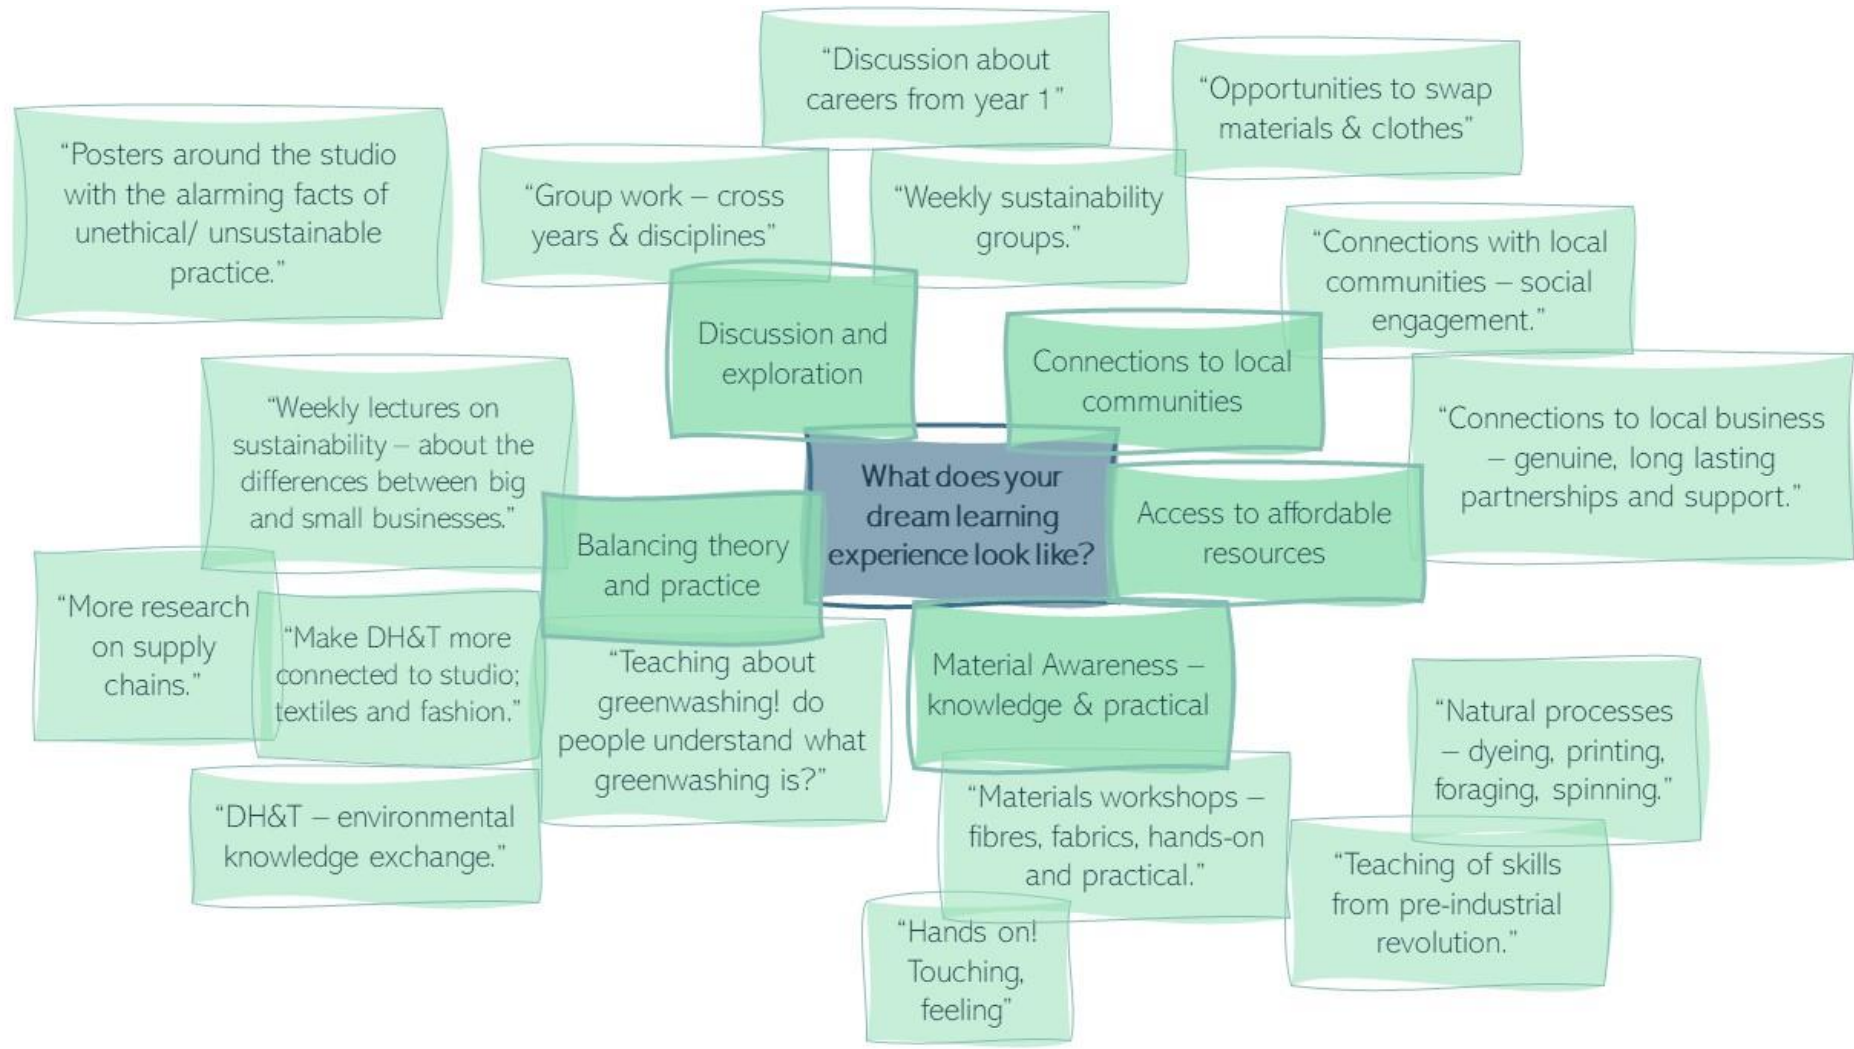 “Discussion about
careers from year 1”
“Opportunities to swap
materials & clothes”
“Posters around the studio
with the alarming facts of
unethical/ unsustainable
practice.”
“Group work – cross
years & disciplines”
“Weekly sustainability
groups.”
“Connections with local
communities – social
engagement.”
Discussion and
exploration
Connections to local
communities
“Weekly lectures on
sustainability – about the
differences between big
and small businesses.”
“Connections to local business
– genuine, long lasting
partnerships and support.”
What does your
dream learning
experience look like?
Access to affordable
resources
Balancing theory
and practice
“More research
on supply
chains.”
“Make DH&T more
connected to studio;
textiles and fashion.”
“Teaching about
greenwashing! do
people understand what
greenwashing is?”
Material Awareness –
knowledge & practical
“Natural processes
– dyeing, printing,
foraging, spinning.”
“DH&T – environmental
knowledge exchange.”
“Materials workshops –
fibres, fabrics, hands-on
and practical.”
“Teaching of skills
from pre-industrial
revolution.”
“Hands on!
Touching,
feeling”